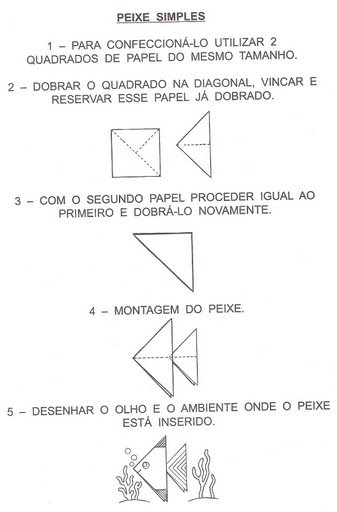 PEIXE SIMPLES
1 – PARA CONFECCIONÁ-LO UTILIZAR 2
QUADRADOS DE PAPEL DO MESMO TAMANHO.
2 – DOBRAR O QUADRADO NA DIAGONAL, VINCAR E
RESERVAR ESSE PAPEL JÁ DOBRADO.
3 – COM O SEGUNDO PAPEL PROCEDER IGUAL AO
PRIMEIRO E DOBRÁ-LO NOVAMENTE.
4 – MONTAGEM DO PEIXE.
5 – DESENHAR O OLHO E O AMBIENTE ONDE O PEIXE
ESTÁ INSERIDO.